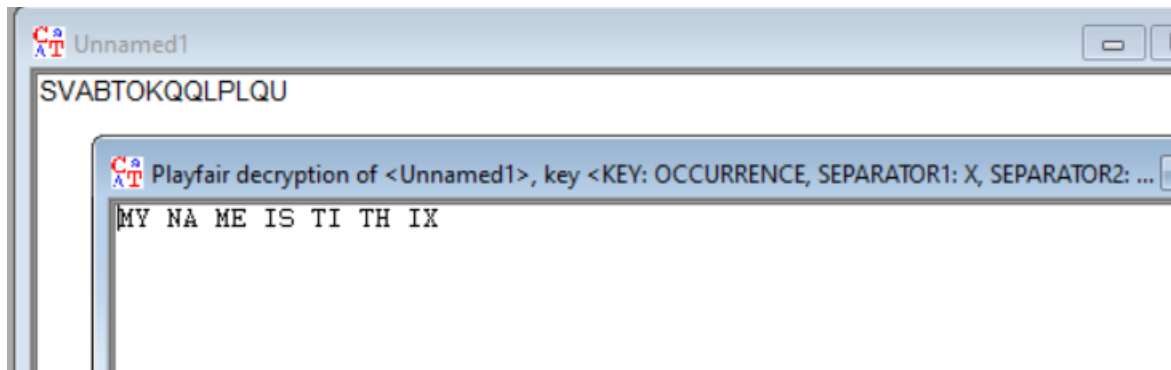 Unnamed1
SVABTOKQQLPLQU
Playfair decryption of <Unnamed1>, key <KEY: OCCURRENCE, SEPARATOR1: X, SEPARATOR2: ...
MY NA ME IS TI TH IX